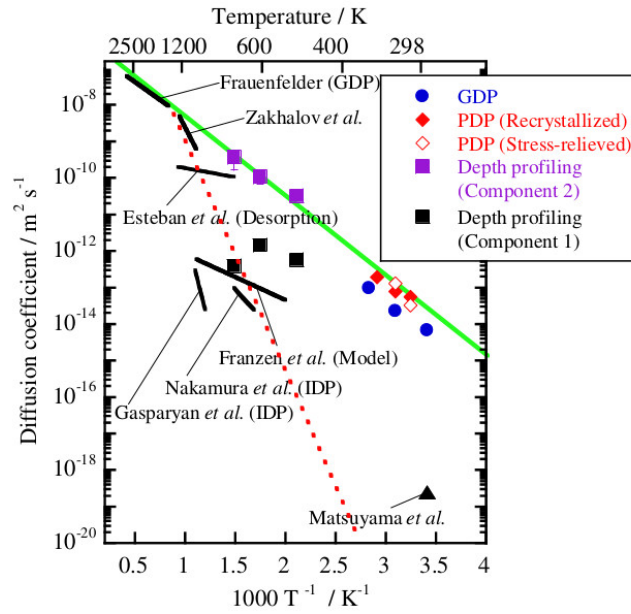 Temperature / K
2500 1200 600 400 298
Diffusion coefficient / m² s⁻¹
10⁻⁸
10⁻¹⁰
10⁻¹²
10⁻¹⁴
10⁻¹⁶
10⁻¹⁸
10⁻²⁰
Frauenfelder (GDP)
Zakhalov et al.
Esteban et al. (Desorption)
Franzen et al. (Model)
Nakamura et al. (IDP)
Gasparyan et al. (IDP)
Matsuyama et al.
GDP
PDP (Recrystallized)
PDP (Stress-relieved)
Depth profiling
(Component 2)
Depth profiling
(Component 1)
0.5 1 1.5 2 2.5 3 3.5 4
1000 T⁻¹ / K⁻¹